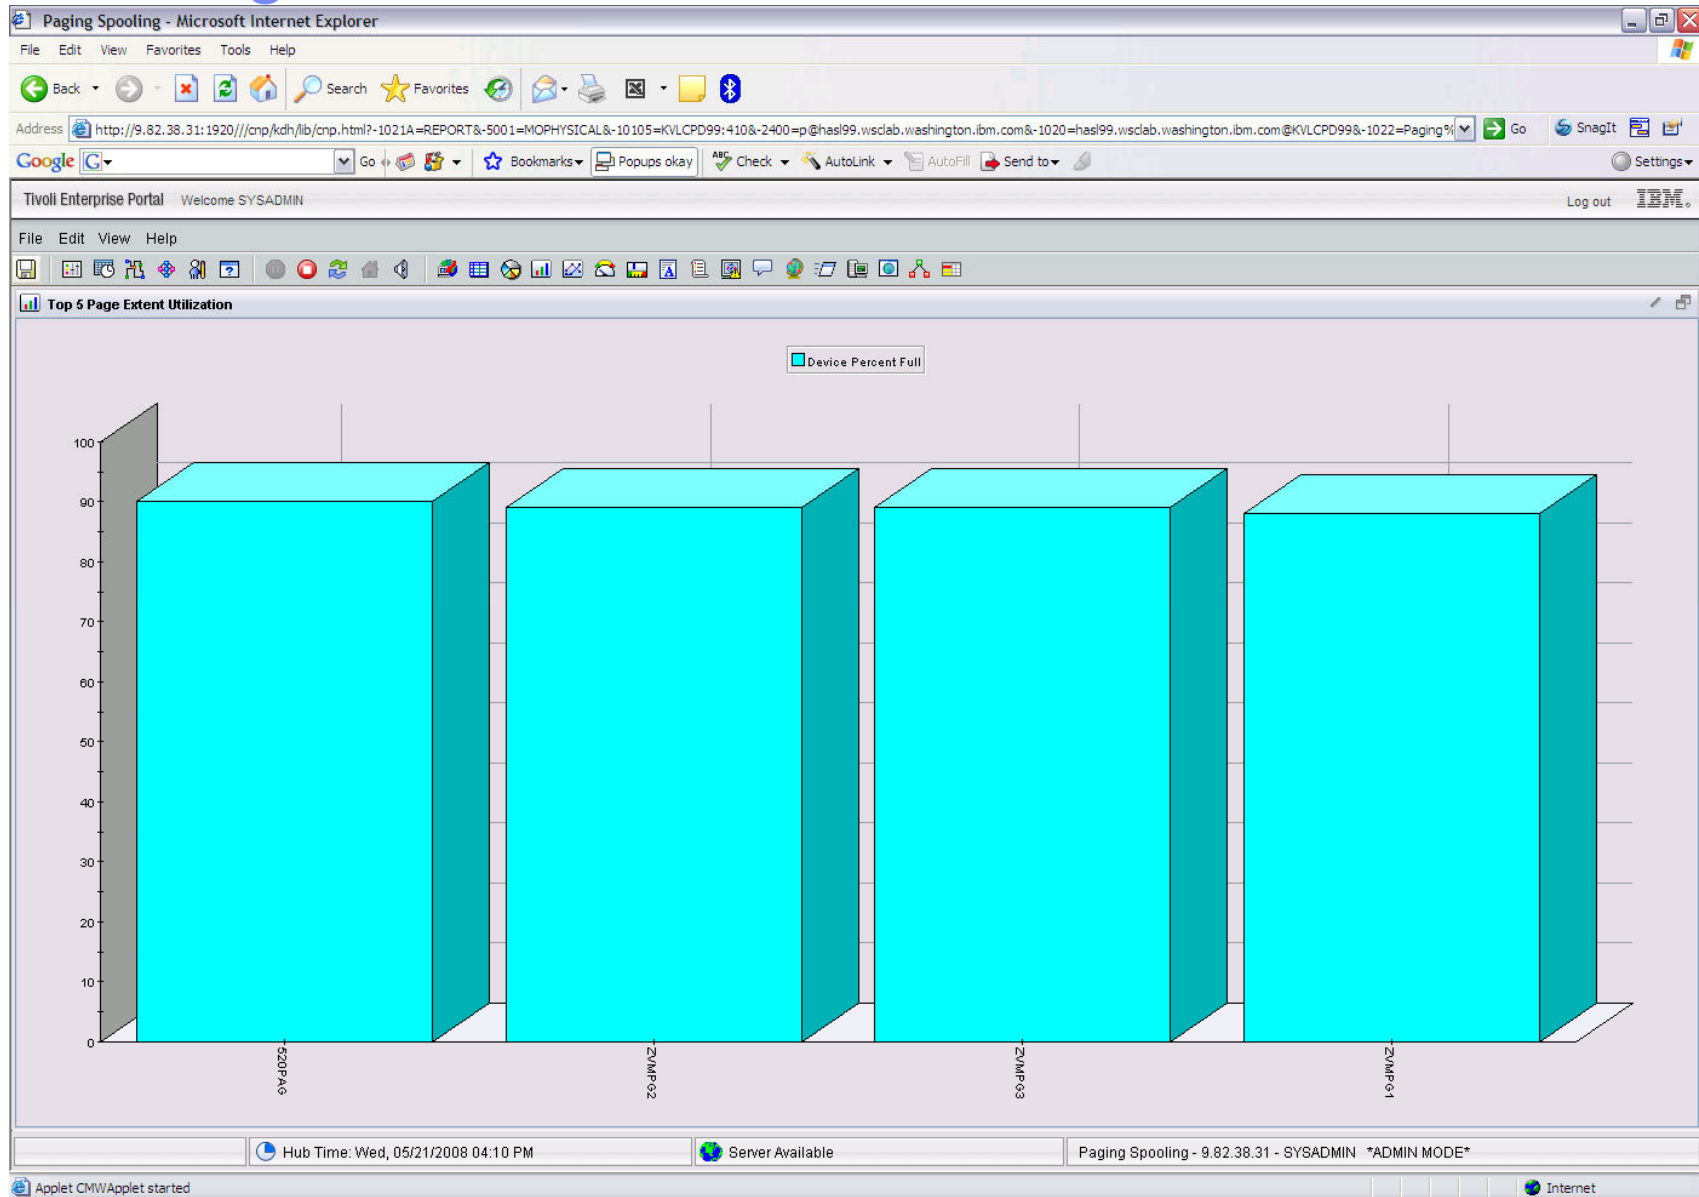 Paging Spooling - Microsoft Internet Explorer
File Edit View Favorites Tools Help
Back Search Favorites
Address http://9.82.38.31:1920///cnp/kdh/lib/cnp.html?-1021A=REPORT&-5001=MOPHYSICAL&-10105=KVLCPD99:410&-2400=p@hasl99.wsclab.washington.ibm.com&-1020=hasl99.wsclab.washington.ibm.com@KVLCPD99&-1022=Paging% Go SnagIt
Google G Go Bookmarks Popups okay ABC Check AutoLink AutoFill Send to Settings
Tivoli Enterprise Portal Welcome SYSADMIN Log out IBM
File Edit View Help
Top 5 Page Extent Utilization
Device Percent Full
100
90
80
70
60
50
40
30
20
10
0
520PAG ZVMPG2 ZVMPG3 ZVMPG1
Hub Time: Wed, 05/21/2008 04:10 PM Server Available Paging Spooling - 9.82.38.31 - SYSADMIN *ADMIN MODE*
Applet CMWApplet started Internet